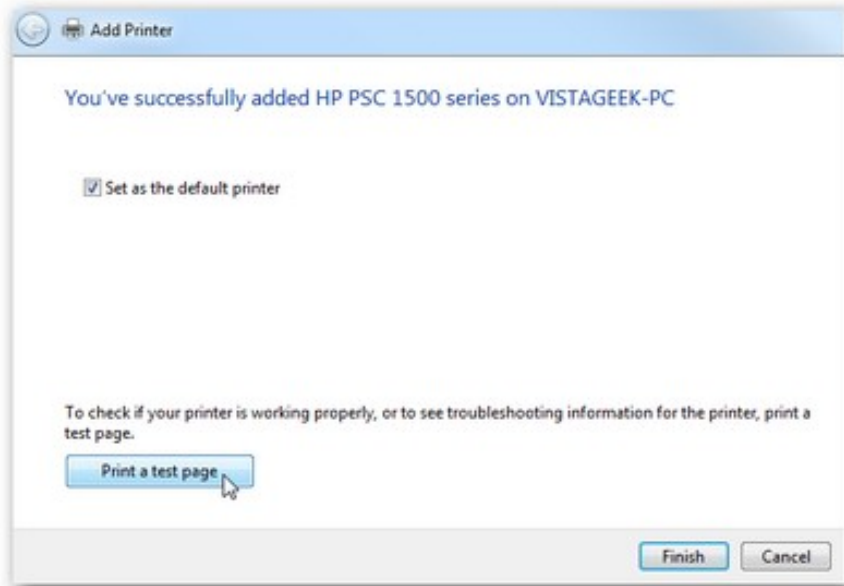 Add Printer
You've successfully added HP PSC 1500 series on VISTAGEEK-PC
Set as the default printer
To check if your printer is working properly, or to see troubleshooting information for the printer, print a
test page.
Print a test page
Finish
Cancel